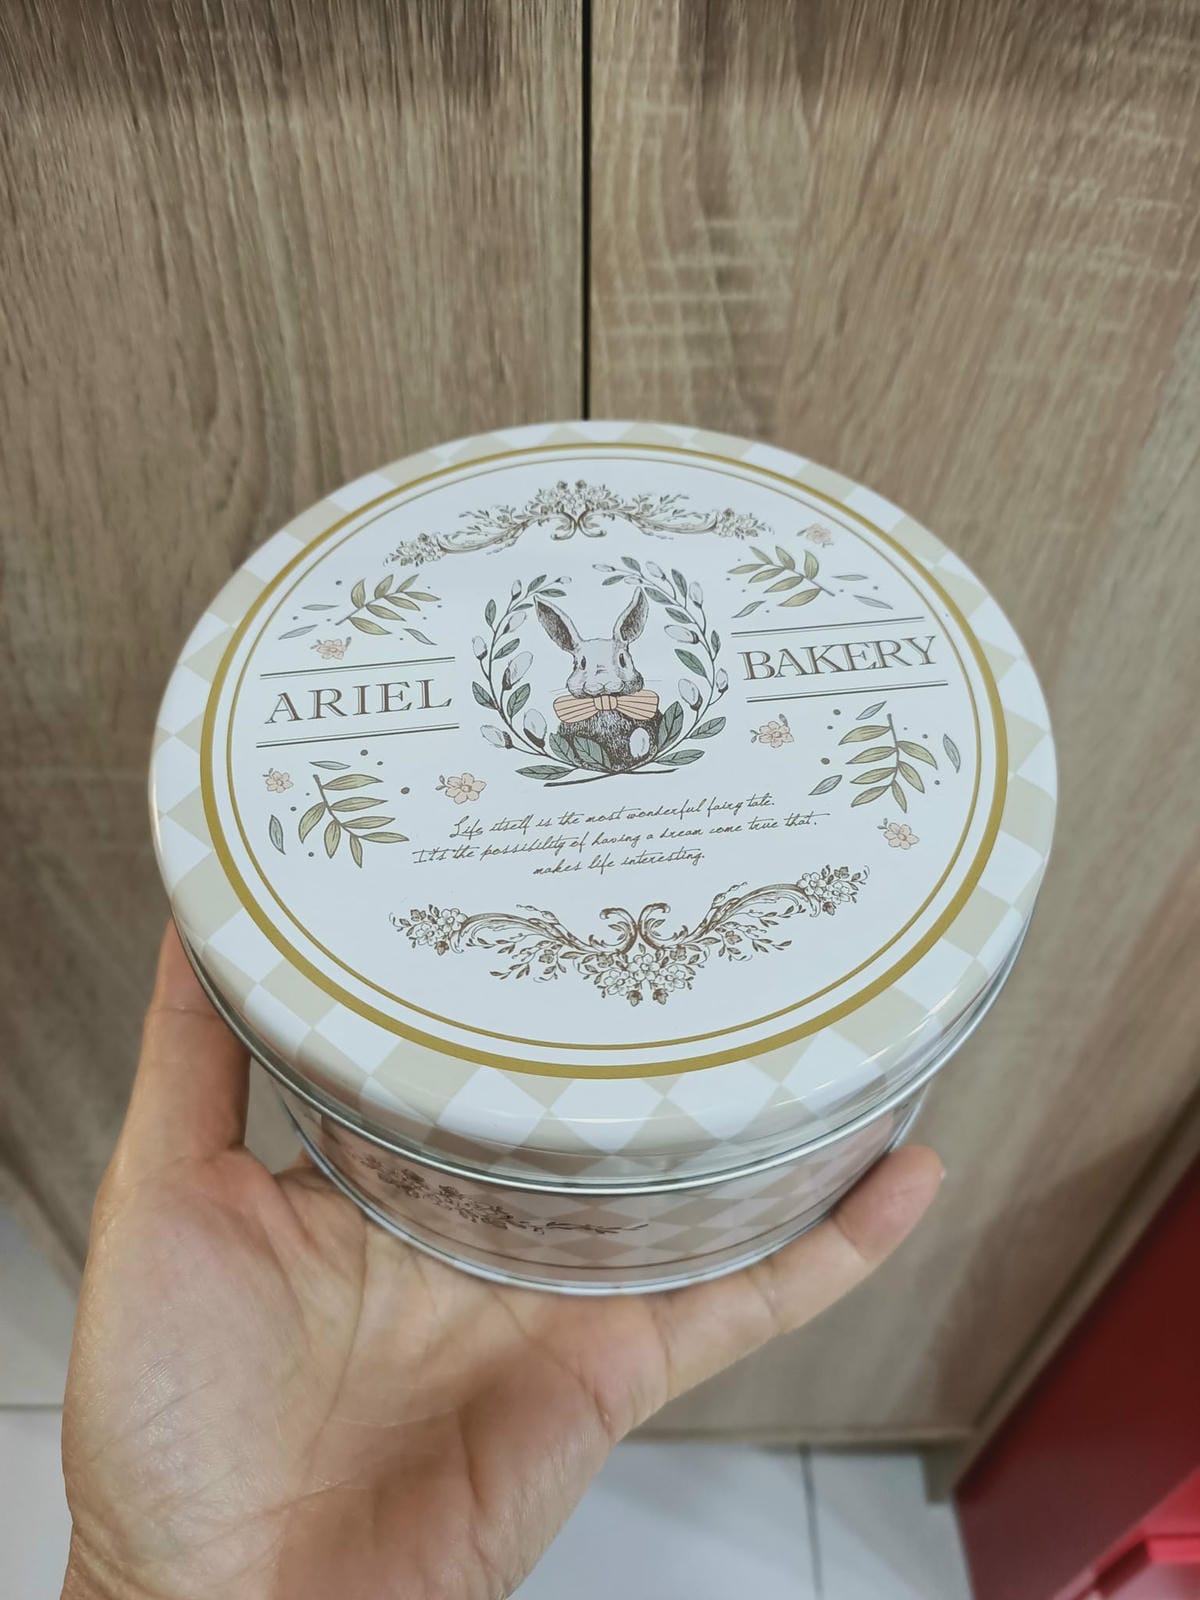 ARIEL BAKERY
Life itself is the most wonderful fairy tale.
It's the possibility of having a dream come true that.
makes life interesting.